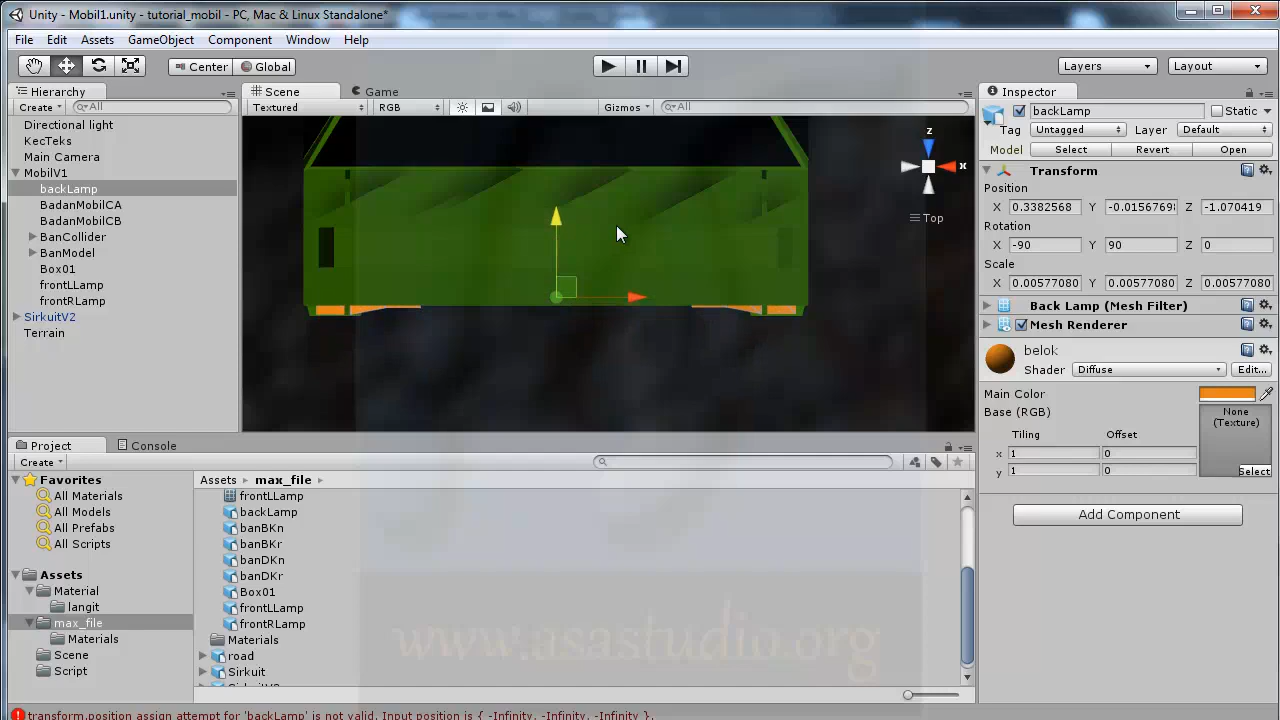 Unity - Mobil1.unity - tutorial_mobil - PC, Mac & Linux Standalone*
File Edit Assets GameObject Component Window Help
Center Global Layers Layout
Hierarchy Scene Game Inspector
Create All Textured RGB Gizmos All backLamp Static
Directional light Tag Untagged Layer Default
KecTeks Model Select Revert Open
Main Camera z
MobilV1 x Transform
backLamp Position
BadanMobilCA X 0.3382568 Y -0.0156769 Z -1.070419
BadanMobilCB Top Rotation
BanCollider X -90 Y 90 Z 0
BanModel Scale
Box01 X 0.00577080 Y 0.00577080 Z 0.00577080
frontLLamp
frontRLamp Back Lamp (Mesh Filter)
SirkuitV2 Mesh Renderer
Terrain
belok
Shader Diffuse Edit...
Main Color
Base (RGB) None
(Texture)
Tiling Offset
x 1 0
y 1 0
Select
Add Component
Project Console
Create
Favorites Assets max_file
All Materials frontLLamp
All Models backLamp
All Prefabs banBKn
All Scripts banBKr
banDKn
Assets banDKr
Material Box01
langit frontLLamp
max_file frontRLamp
Materials Materials
Scene road
Script Sirkuit
SirkuitV2
www.asastudio.org
transform.position assign attempt for 'backLamp' is not valid. Input position is { -Infinity, -Infinity, -Infinity }.